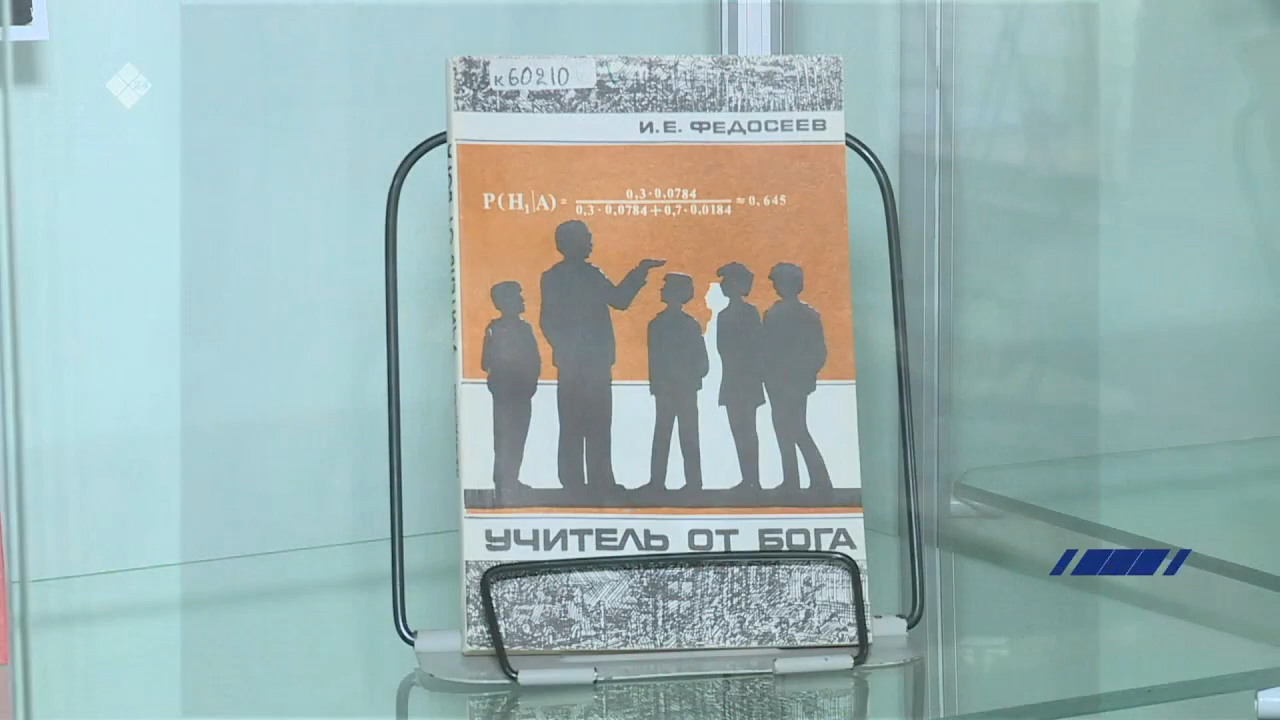 к60210
И.Е. ФЕДОСЕЕВ
P(H₁|A) = 0,3·0,0784 / 0,3·0,0784+0,7·0,0184 ≈ 0,645
УЧИТЕЛЬ ОТ БОГА